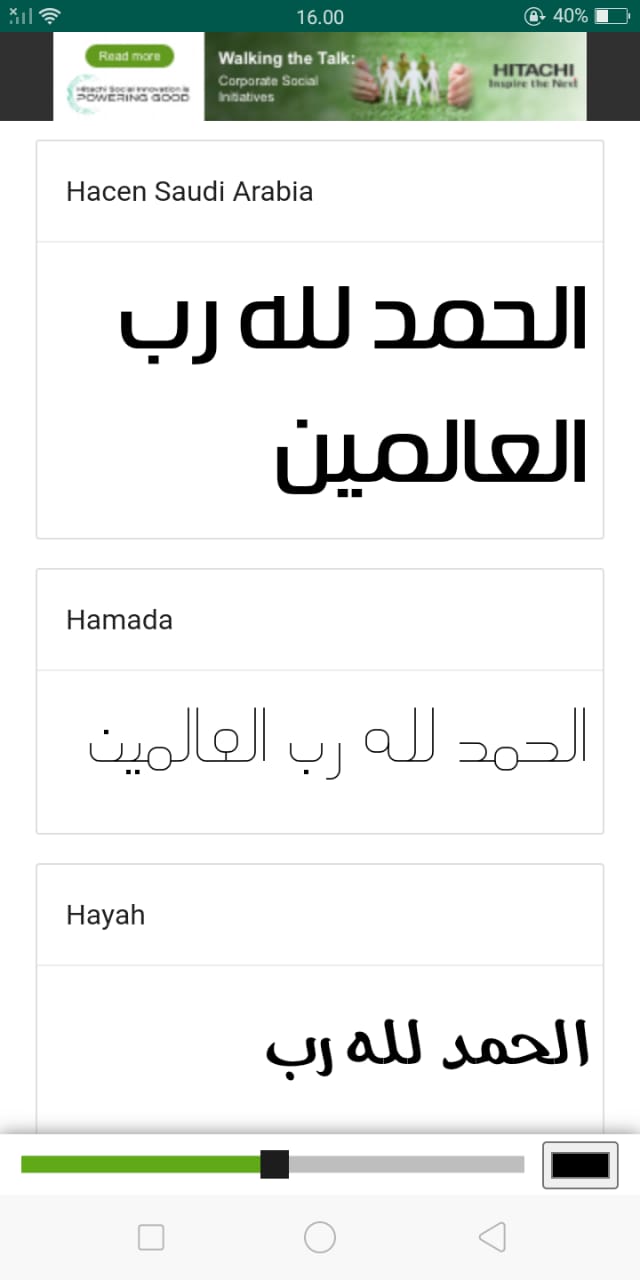 16.00
40%
Read more
Hitachi Social Innovation is
POWERING GOOD
Walking the Talk:
Corporate Social
Initiatives
HITACHI
Inspire the Next
Hacen Saudi Arabia
الحمد لله رب
العالمين
Hamada
الحمد لله رب العالمين
Hayah
الحمد لله رب